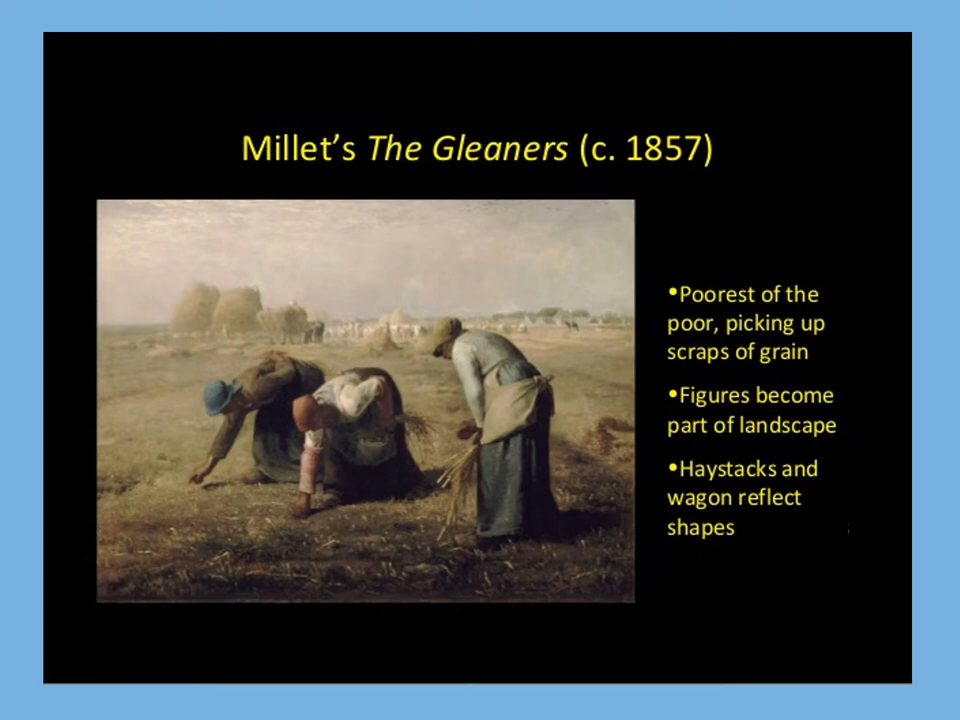 Millet’s The Gleaners (c. 1857)
•Poorest of the
poor, picking up
scraps of grain
•Figures become
part of landscape
•Haystacks and
wagon reflect
shapes